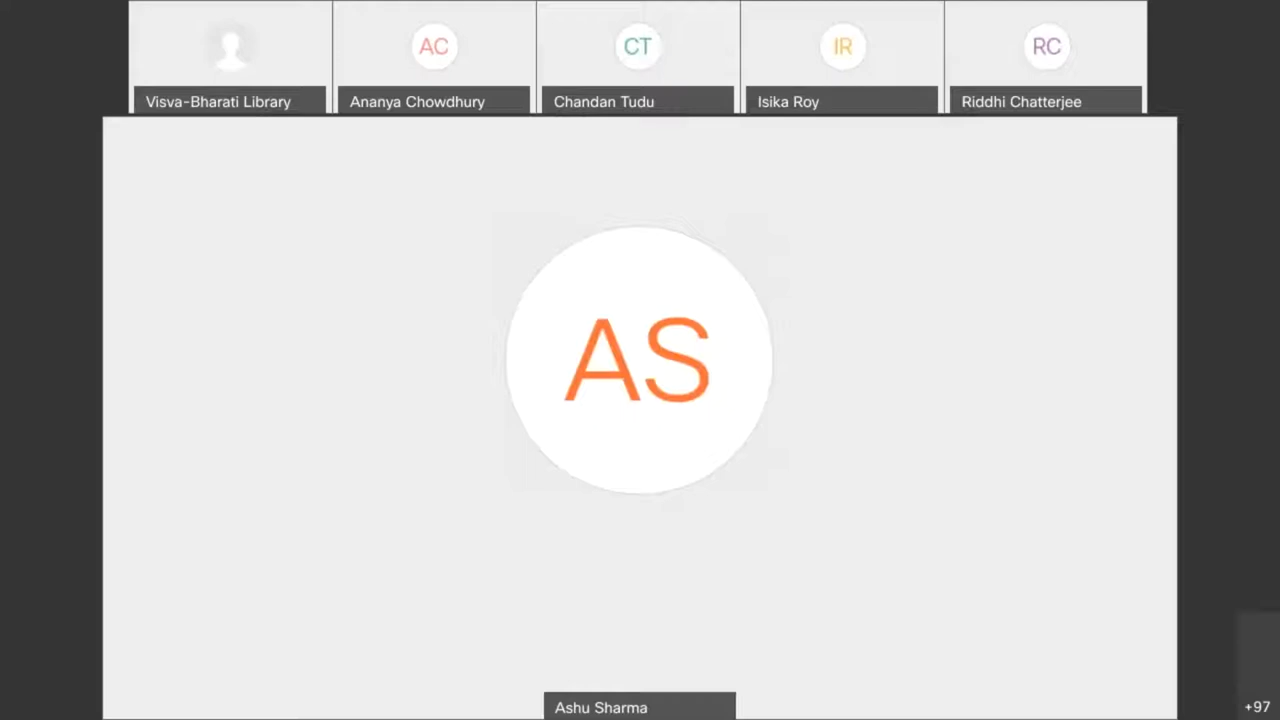 AC
CT
IR
RC
Visva-Bharati Library
Ananya Chowdhury
Chandan Tudu
Isika Roy
Riddhi Chatterjee
AS
Ashu Sharma
+97